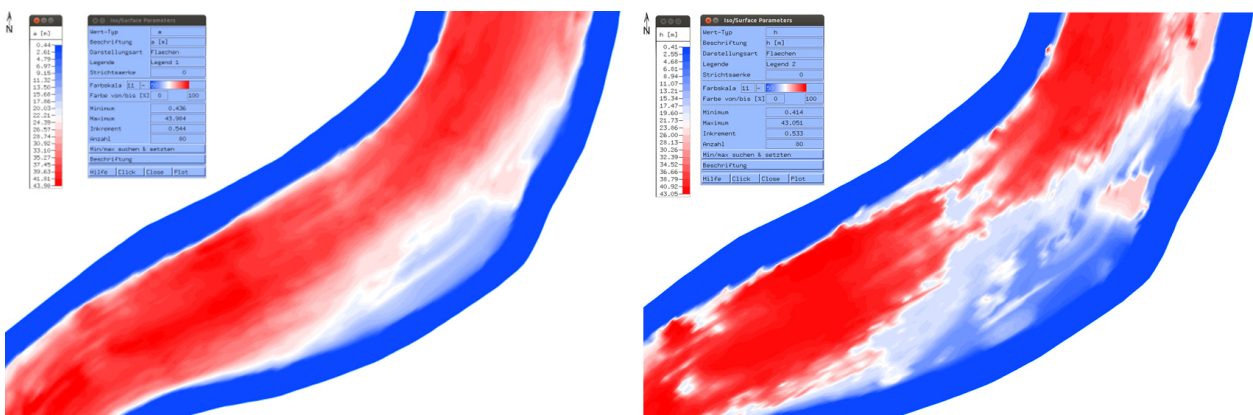 N
a [m]
0.44
2.61
4.79
6.97
9.15
11.32
13.50
15.68
17.86
20.03
22.21
24.39
26.57
28.74
30.92
33.10
35.27
37.45
39.63
41.81
43.98
Iso/Surface Parameters
Wert-Typ a
Beschriftung a [m]
Darstellungsart Flaechen
Legende Legend 1
Strichtaerke 0
Farbskala 11 -
Farbe von/bis [%] 0 100
Minimum 0.436
Maximum 43.984
Inkrement 0.544
Anzahl 80
Min/max suchen & setzten
Beschriftung
Hilfe Click Close Plot
N
h [m]
0.41
2.55
4.68
6.81
8.94
11.07
13.21
15.34
17.47
19.60
21.73
23.86
26.00
28.13
30.26
32.39
34.52
36.66
38.79
40.92
43.05
Iso/Surface Parameters
Wert-Typ h
Beschriftung h [m]
Darstellungsart Flaechen
Legende Legend 2
Strichtaerke 0
Farbskala 11 -
Farbe von/bis [%] 0 100
Minimum 0.414
Maximum 43.051
Inkrement 0.533
Anzahl 80
Min/max suchen & setzten
Beschriftung
Hilfe Click Close Plot